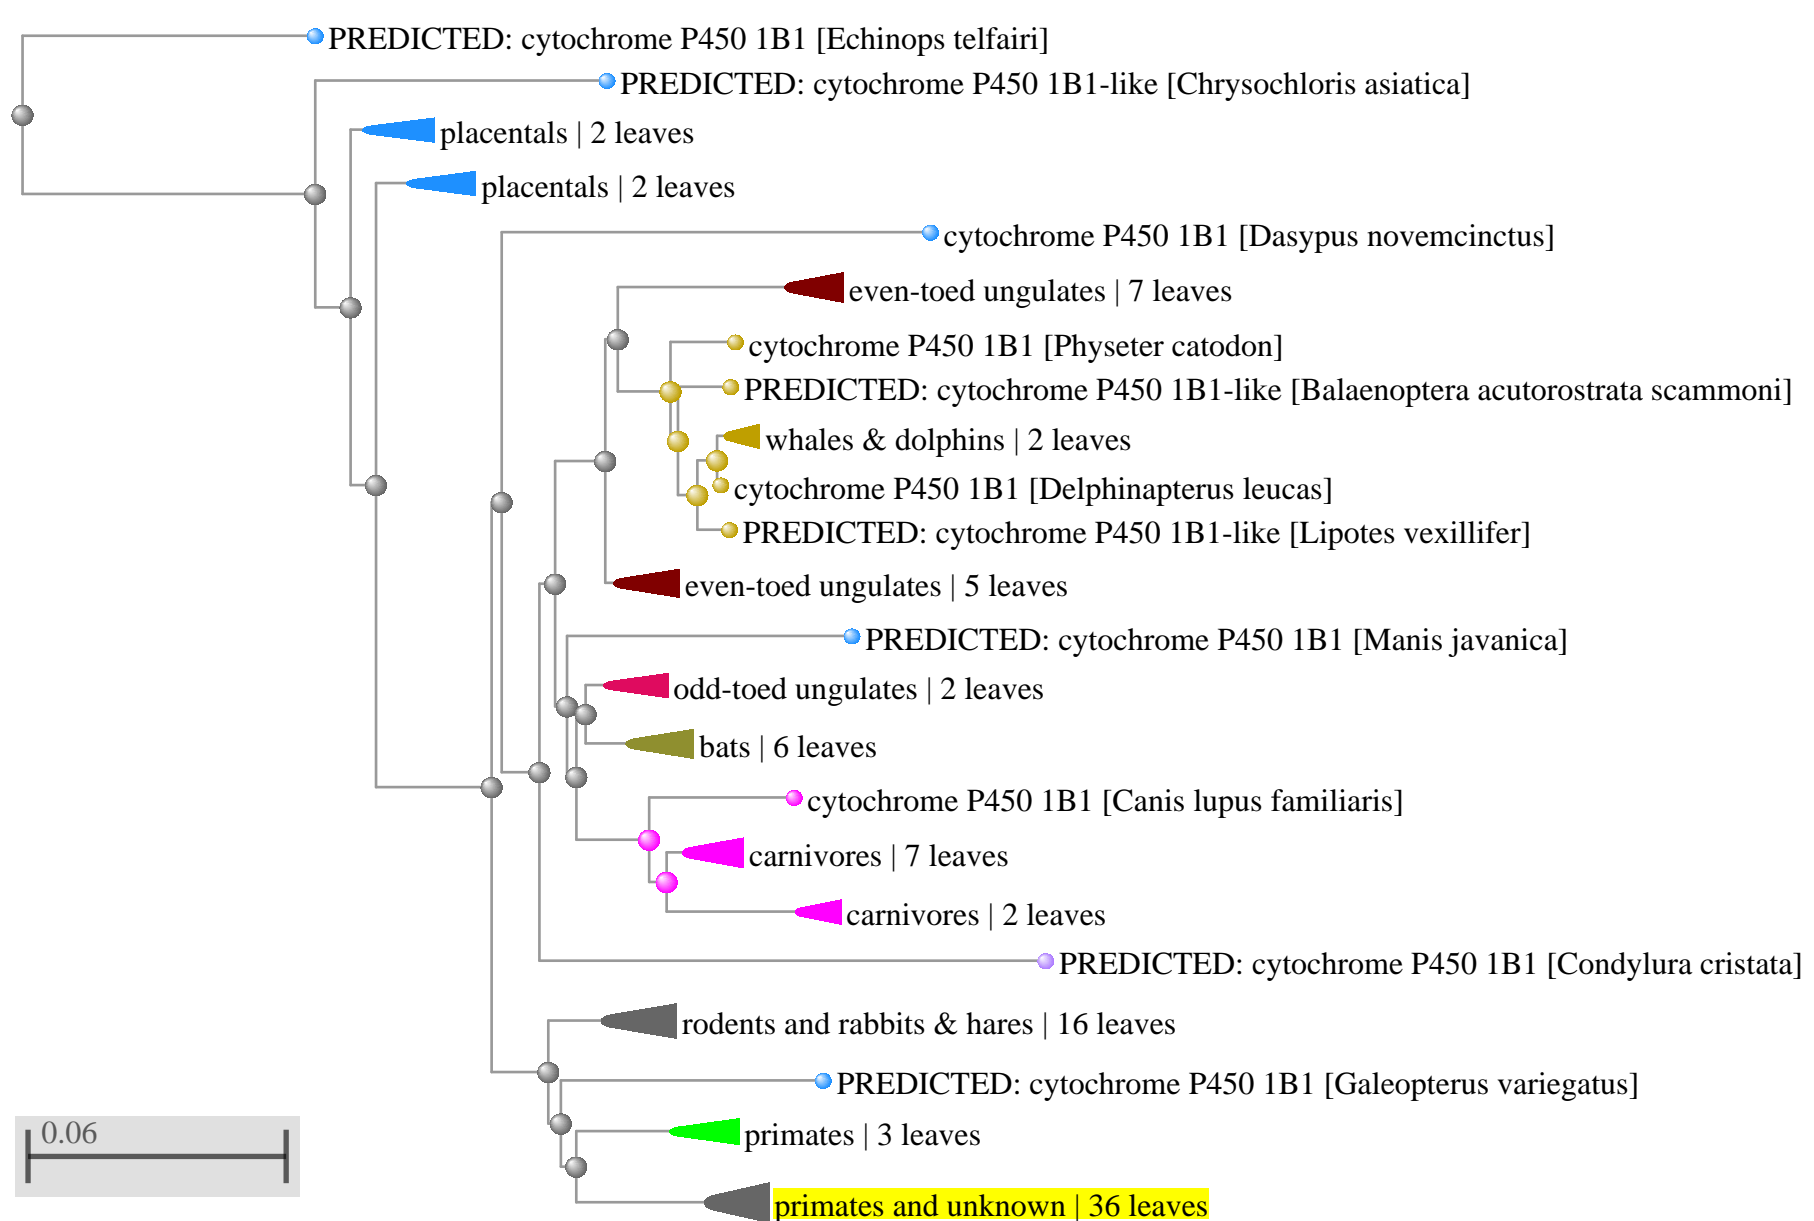 PREDICTED: cytochrome P450 1B1 [Echinops telfairi]
PREDICTED: cytochrome P450 1B1-like [Chrysochloris asiatica]
placentals | 2 leaves
placentals | 2 leaves
cytochrome P450 1B1 [Dasypus novemcinctus]
even-toed ungulates | 7 leaves
cytochrome P450 1B1 [Physeter catodon]
PREDICTED: cytochrome P450 1B1-like [Balaenoptera acutorostrata scammoni]
whales & dolphins | 2 leaves
cytochrome P450 1B1 [Delphinapterus leucas]
PREDICTED: cytochrome P450 1B1-like [Lipotes vexillifer]
even-toed ungulates | 5 leaves
PREDICTED: cytochrome P450 1B1 [Manis javanica]
odd-toed ungulates | 2 leaves
bats | 6 leaves
cytochrome P450 1B1 [Canis lupus familiaris]
carnivores | 7 leaves
carnivores | 2 leaves
PREDICTED: cytochrome P450 1B1 [Condylura cristata]
rodents and rabbits & hares | 16 leaves
PREDICTED: cytochrome P450 1B1 [Galeopterus variegatus]
0.06
primates | 3 leaves
primates and unknown | 36 leaves